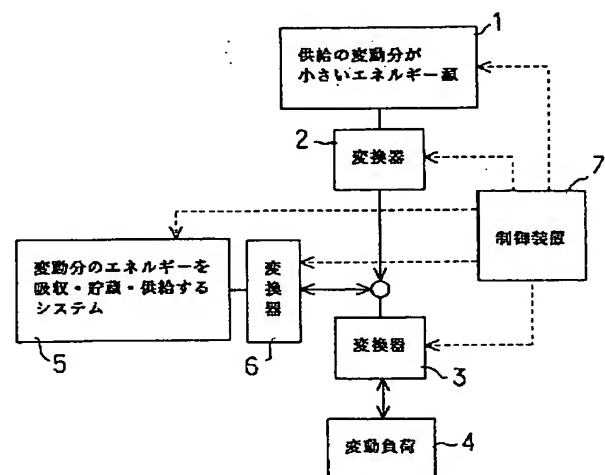 1
供給の変動分が
小さいエネルギー源
2
変換器
7
制御装置
変動分のエネルギーを
吸収・貯蔵・供給する
システム
5
変
換
器
6
変換器
3
変動負荷
4